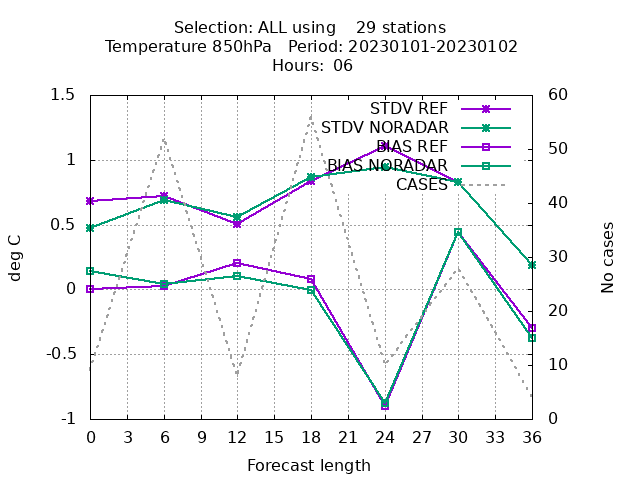 Selection: ALL using    29 stations
Temperature 850hPa   Period: 20230101-20230102
Hours:  06
STDV REF
STDV NORADAR
BIAS REF
BIAS NORADAR
CASES
1.5
1
0.5
0
-0.5
-1
60
50
40
30
20
10
0
deg C
No cases
0 3 6 9 12 15 18 21 24 27 30 33 36
Forecast length